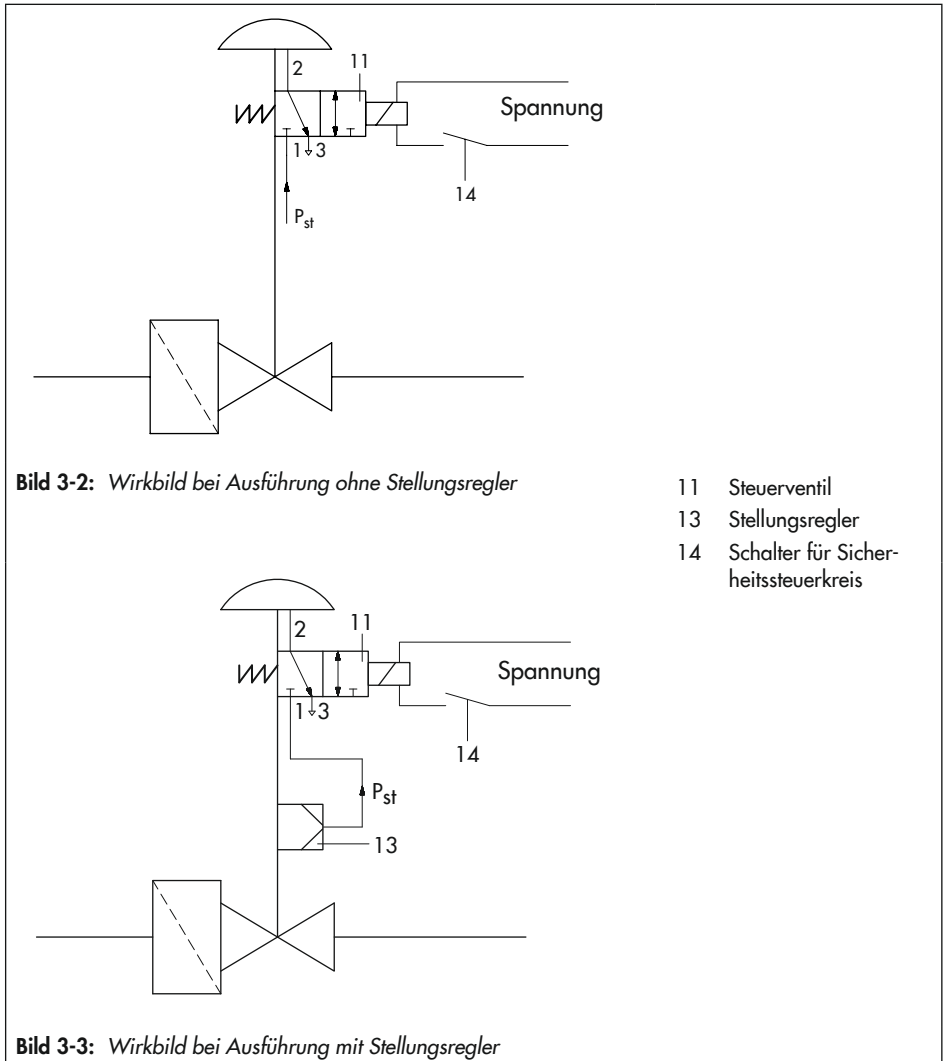 2
11
Spannung
1 3
14
Pst
Bild 3-2: Wirkbild bei Ausführung ohne Stellungsregler
11 Steuerventil
13 Stellungsregler
14 Schalter für Sicher-
heitssteuerkreis
2
11
Spannung
1 3
14
Pst
13
Bild 3-3: Wirkbild bei Ausführung mit Stellungsregler